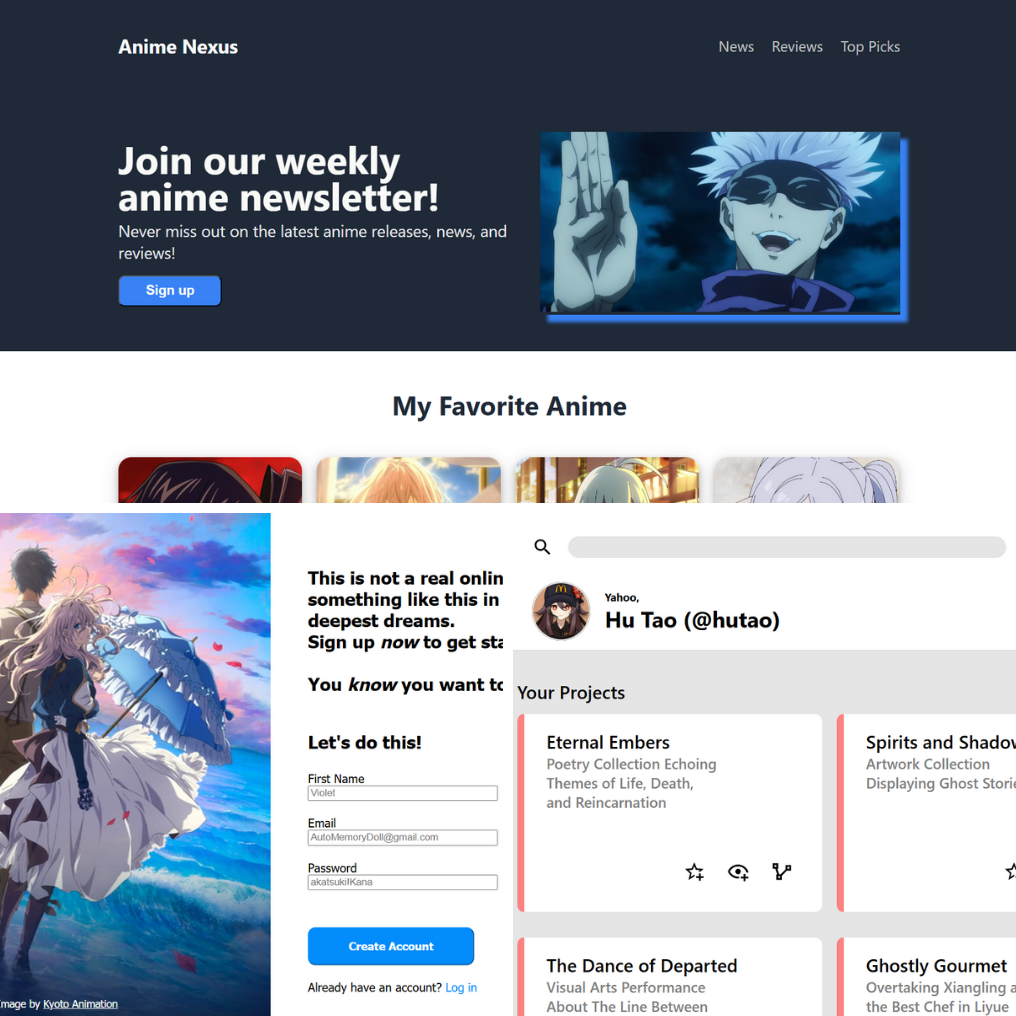 Anime Nexus
News
Reviews
Top Picks
Join our weekly
anime newsletter!
Never miss out on the latest anime releases, news, and
reviews!
Sign up
My Favorite Anime
This is not a real onlin
something like this in
deepest dreams.
Sign up now to get sta
You know you want to
Let's do this!
First Name
Violet
Email
AutoMemoryDoll@gmail.com
Password
akatsuki!Kana
Create Account
Already have an account? Log in
mage by Kyoto Animation
Yahoo,
Hu Tao (@hutao)
Your Projects
Eternal Embers
Poetry Collection Echoing
Themes of Life, Death,
and Reincarnation
Spirits and Shadow
Artwork Collection
Displaying Ghost Storie
The Dance of Departed
Visual Arts Performance
About The Line Between
Ghostly Gourmet
Overtaking Xiangling a
the Best Chef in Liyue